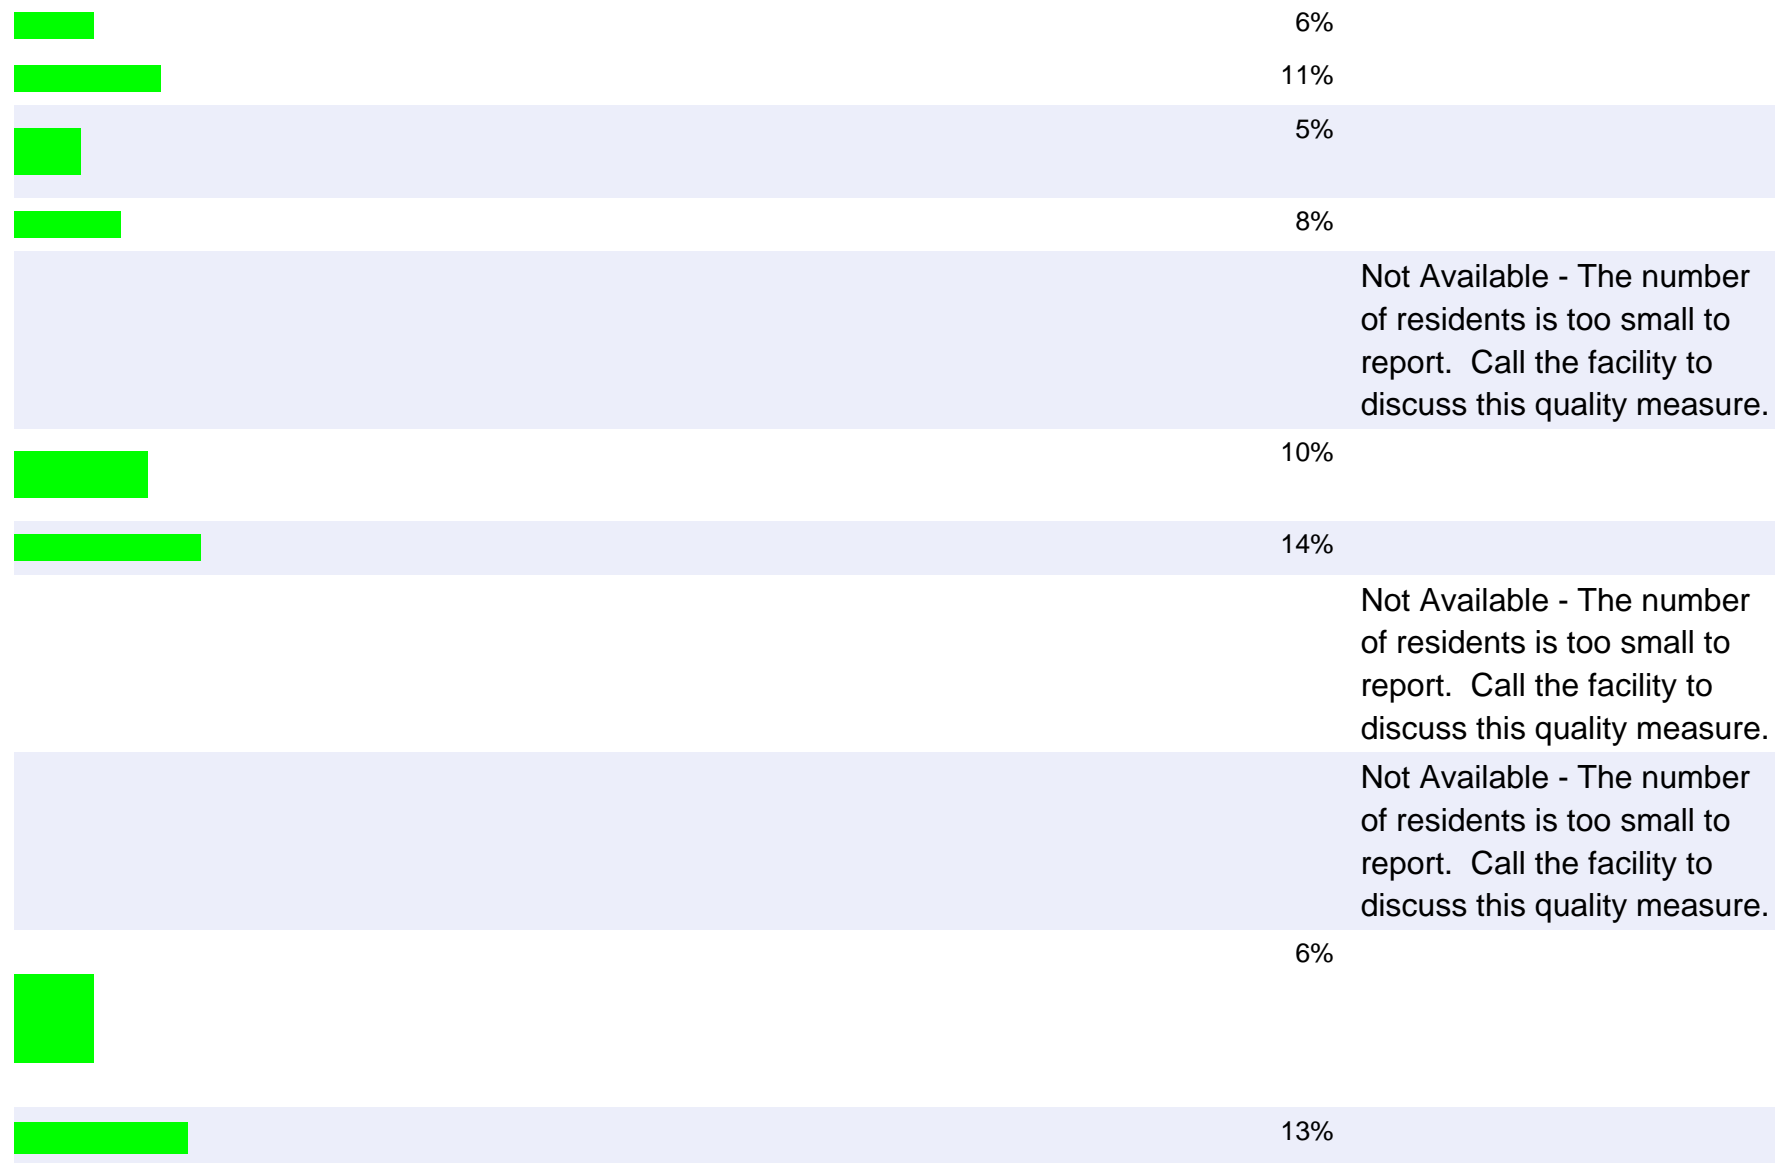 6%
11%
5%
8%
Not Available - The number
of residents is too small to
report.  Call the facility to
discuss this quality measure.
10%
14%
Not Available - The number
of residents is too small to
report.  Call the facility to
discuss this quality measure.
Not Available - The number
of residents is too small to
report.  Call the facility to
discuss this quality measure.
6%
13%